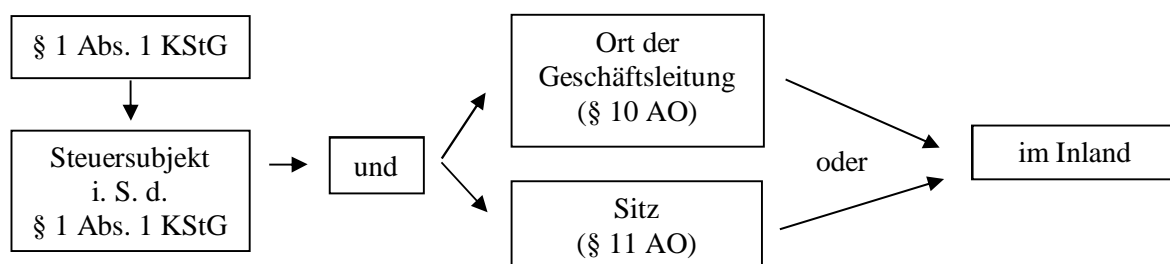 § 1 Abs. 1 KStG
Steuersubjekt
i. S. d.
§ 1 Abs. 1 KStG
und
Ort der
Geschäftsleitung
(§ 10 AO)
oder
Sitz
(§ 11 AO)
im Inland